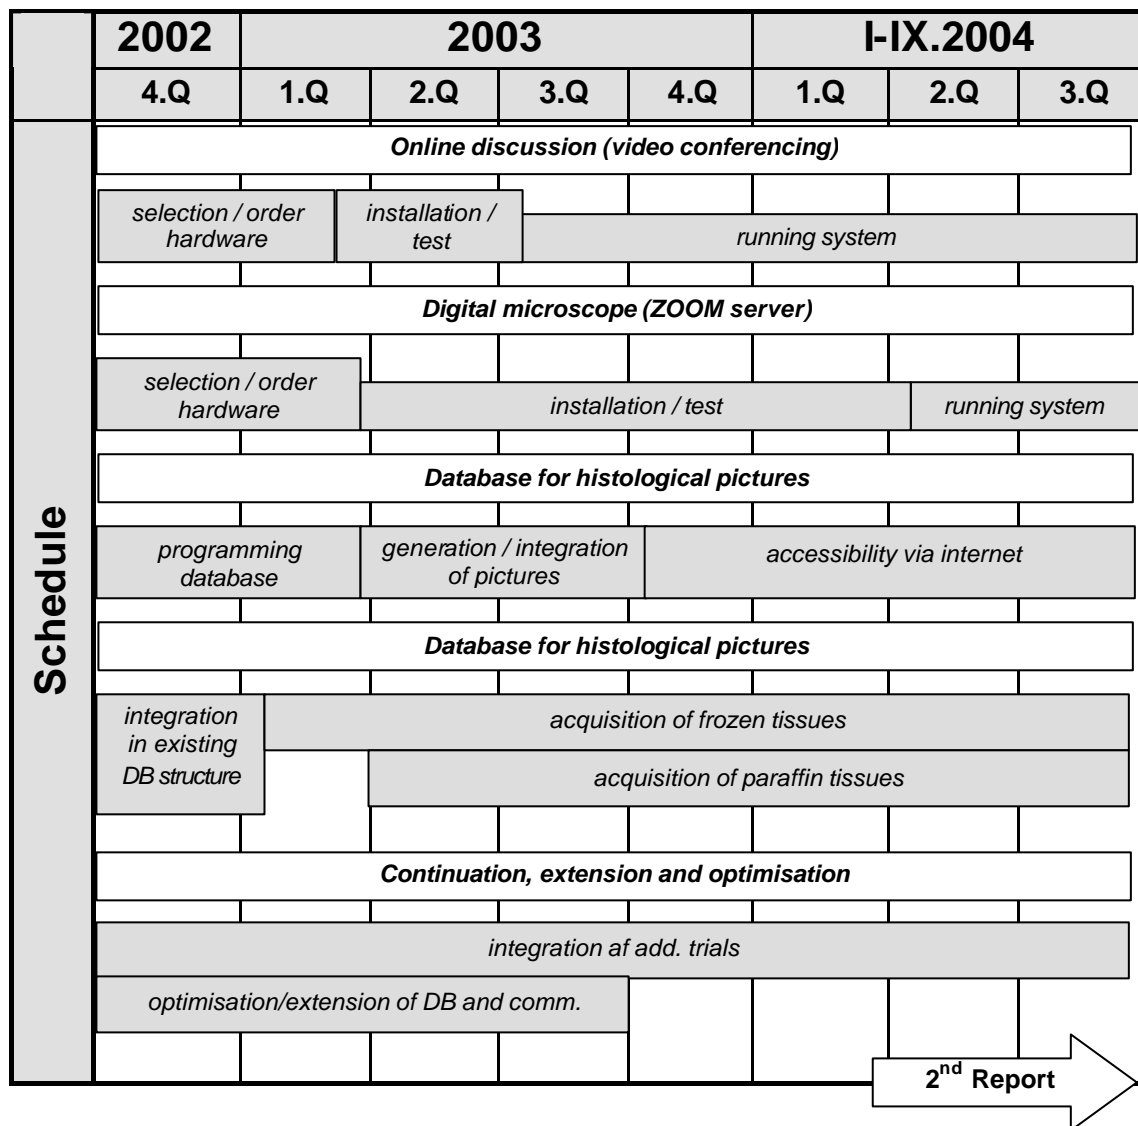 2002 2003 I-IX.2004
4.Q 1.Q 2.Q 3.Q 4.Q 1.Q 2.Q 3.Q
Schedule
Online discussion (video conferencing)
selection / order
hardware
installation /
test
running system
Digital microscope (ZOOM server)
selection / order
hardware
installation / test
running system
Database for histological pictures
programming
database
generation / integration
of pictures
accessibility via internet
Database for histological pictures
integration
in existing
DB structure
acquisition of frozen tissues
acquisition of paraffin tissues
Continuation, extension and optimisation
integration af add. trials
optimisation/extension of DB and comm.
2nd Report